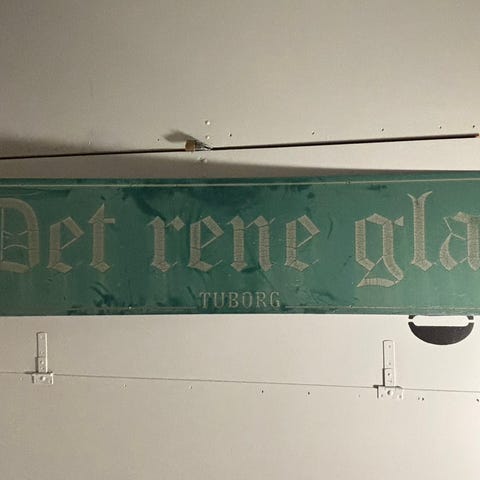 Det rene gla
TUBORG